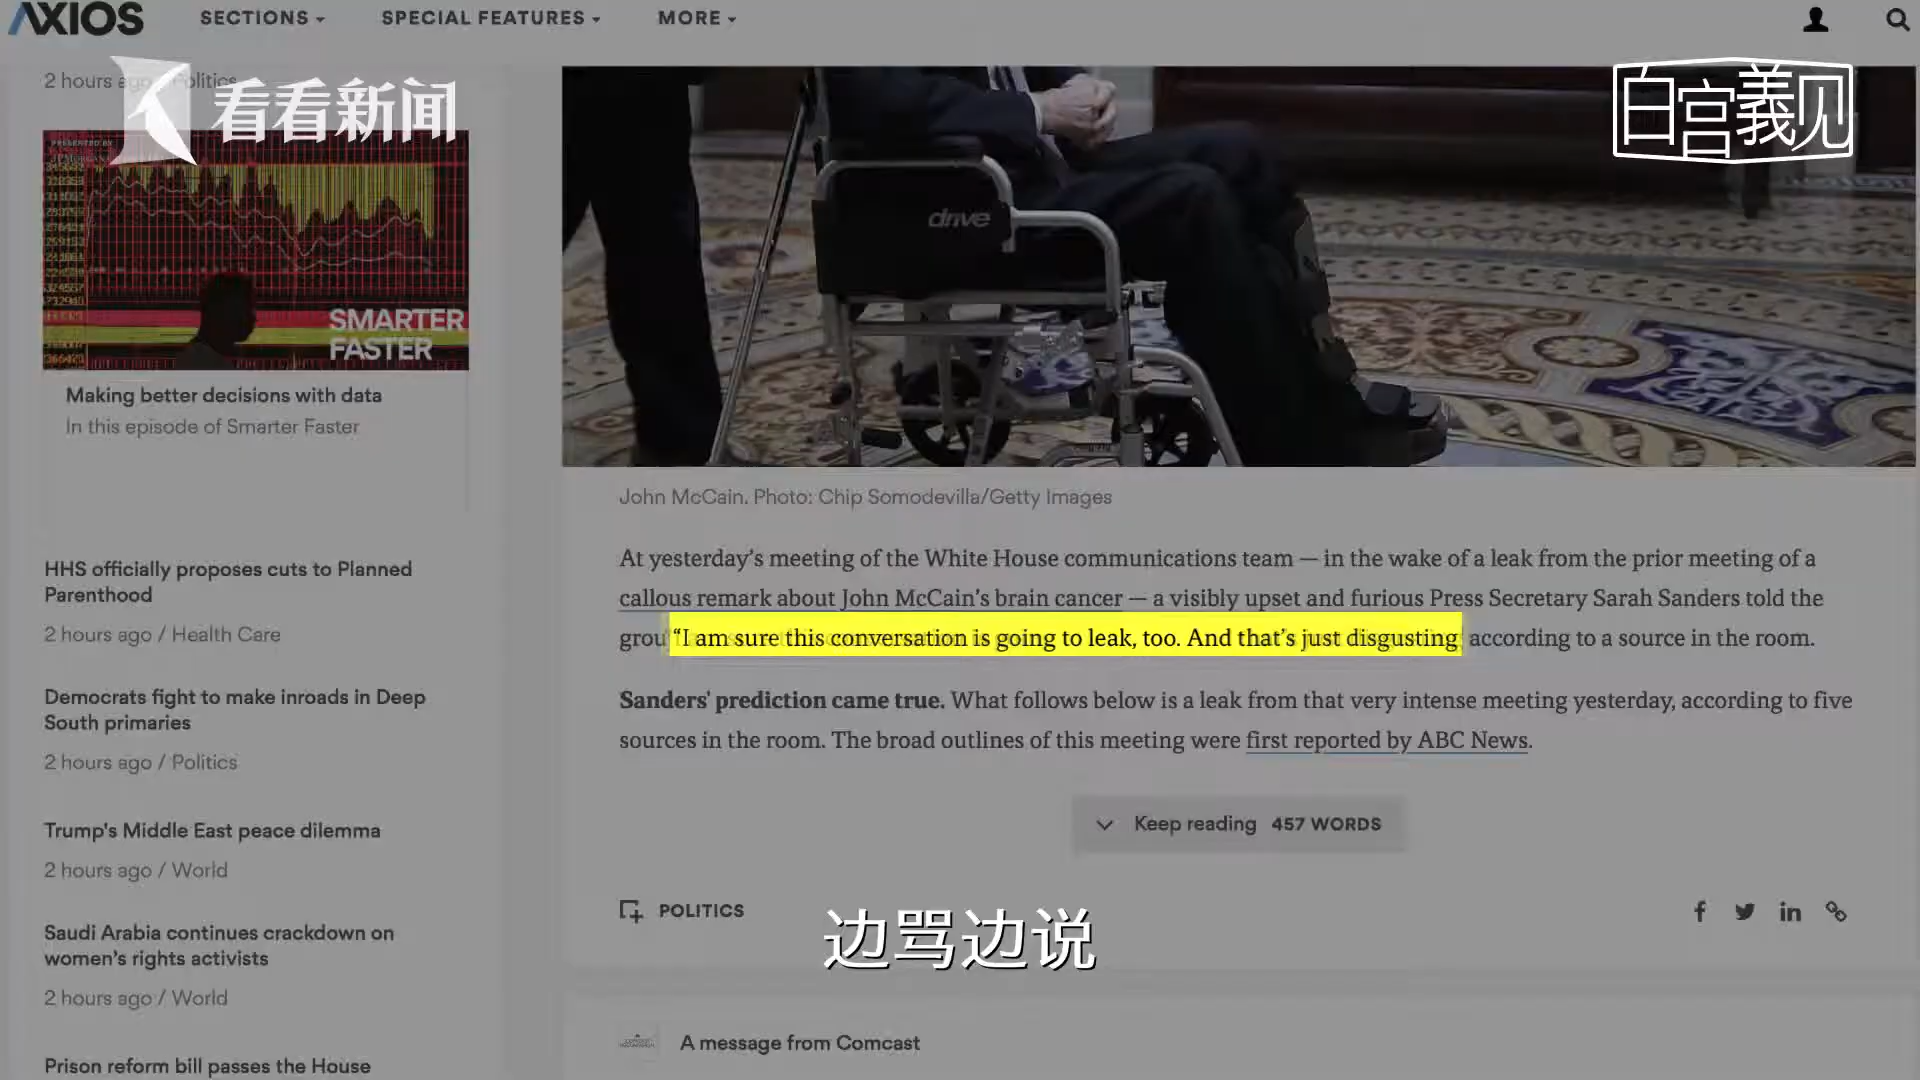 AXIOS
SECTIONS
SPECIAL FEATURES
MORE
2 hours ago / Politics
看看新闻
白宫義见
PRESENTED BY
SMARTER
FASTER
Making better decisions with data
In this episode of Smarter Faster
HHS officially proposes cuts to Planned
Parenthood
2 hours ago / Health Care
Democrats fight to make inroads in Deep
South primaries
2 hours ago / Politics
Trump's Middle East peace dilemma
2 hours ago / World
Saudi Arabia continues crackdown on
women's rights activists
2 hours ago / World
Prison reform bill passes the House
drive
John McCain. Photo: Chip Somodevilla/Getty Images
At yesterday's meeting of the White House communications team — in the wake of a leak from the prior meeting of a
callous remark about John McCain's brain cancer — a visibly upset and furious Press Secretary Sarah Sanders told the
grou “I am sure this conversation is going to leak, too. And that's just disgusting according to a source in the room.
Sanders' prediction came true. What follows below is a leak from that very intense meeting yesterday, according to five
sources in the room. The broad outlines of this meeting were first reported by ABC News.
Keep reading 457 WORDS
POLITICS
边骂边说
A message from Comcast